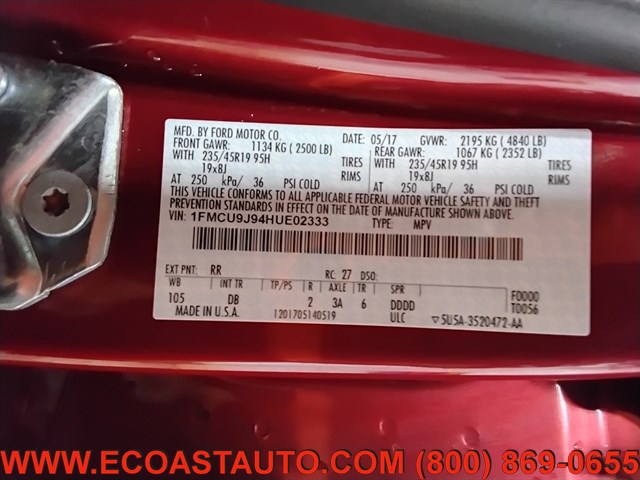 MFD. BY FORD MOTOR CO. DATE: 05/17 GVWR: 2195 KG ( 4840 LB)
FRONT GAWR: 1134 KG ( 2500 LB) REAR GAWR: 1067 KG ( 2352 LB)
WITH 235/45R19 95H TIRES WITH 235/45R19 95H TIRES
19x8J RIMS 19x8J RIMS
AT 250 kPa/ 36 PSI COLD AT 250 kPa/ 36 PSI COLD
THIS VEHICLE CONFORMS TO ALL APPLICABLE FEDERAL MOTOR VEHICLE SAFETY AND THEFT
PREVENTION STANDARDS IN EFFECT ON THE DATE OF MANUFACTURE SHOWN ABOVE.
VIN: 1FMCU9J94HUE02333 TYPE: MPV
EXT PNT: RR RC: 27 DSO:
WB INT TR TP/PS R AXLE TR SPR FD000
105 DB 2 3A 6 DDDD TD056
MADE IN U.S.A. 1201705140519 ULC ▽5U5A-3520472-AA
WWW.ECOASTAUTO.COM (800) 869-0655